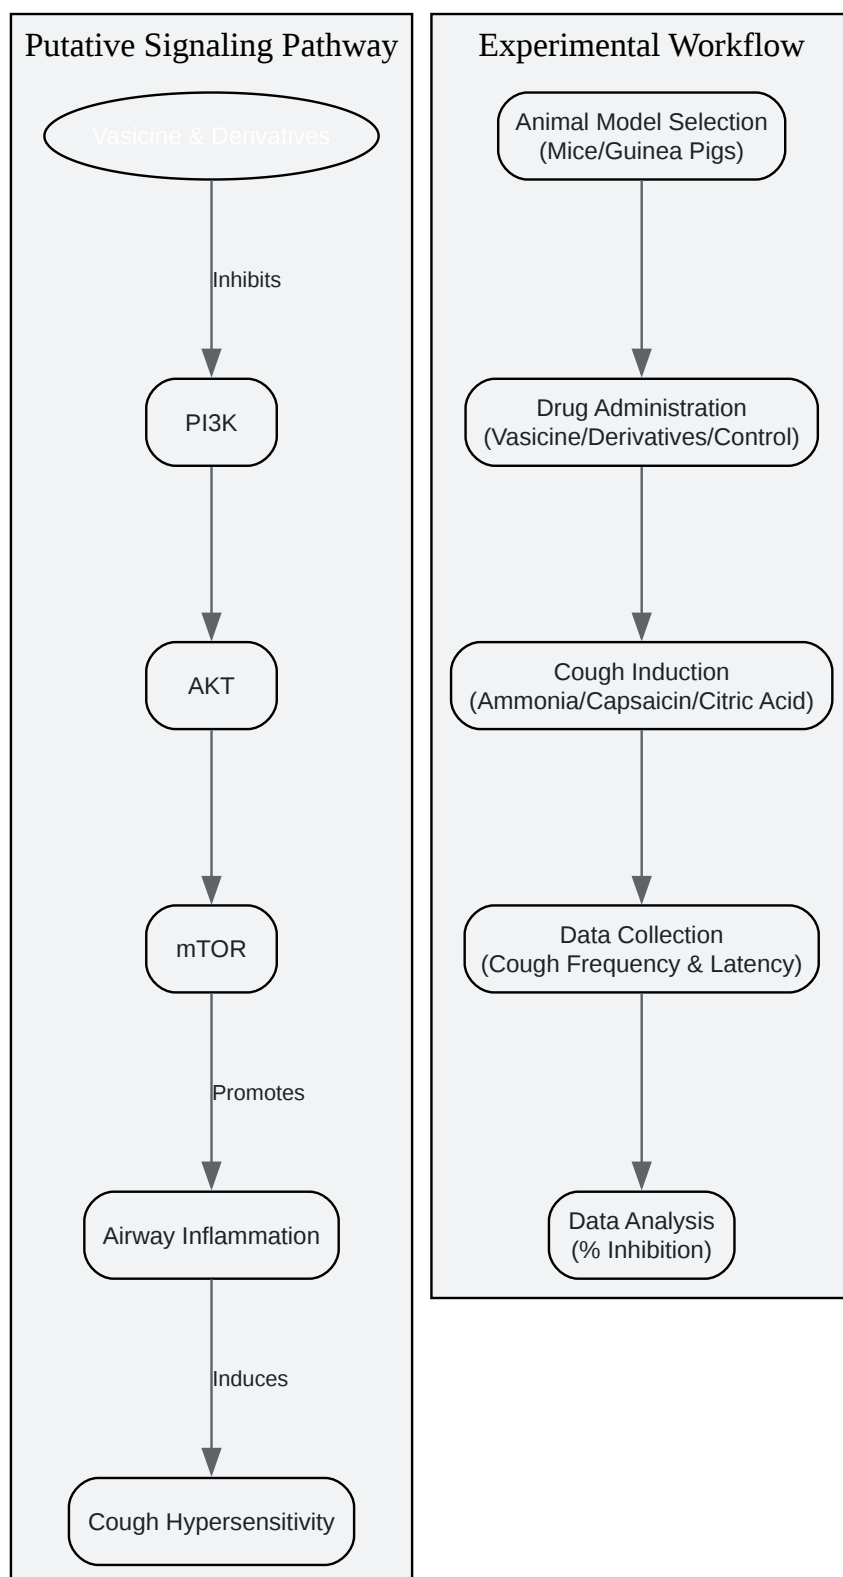 Putative Signaling Pathway
Vasicine & Derivatives
Inhibits
PI3K
AKT
mTOR
Promotes
Airway Inflammation
Induces
Cough Hypersensitivity
Experimental Workflow
Animal Model Selection
(Mice/Guinea Pigs)
Drug Administration
(Vasicine/Derivatives/Control)
Cough Induction
(Ammonia/Capsaicin/Citric Acid)
Data Collection
(Cough Frequency & Latency)
Data Analysis
(% Inhibition)